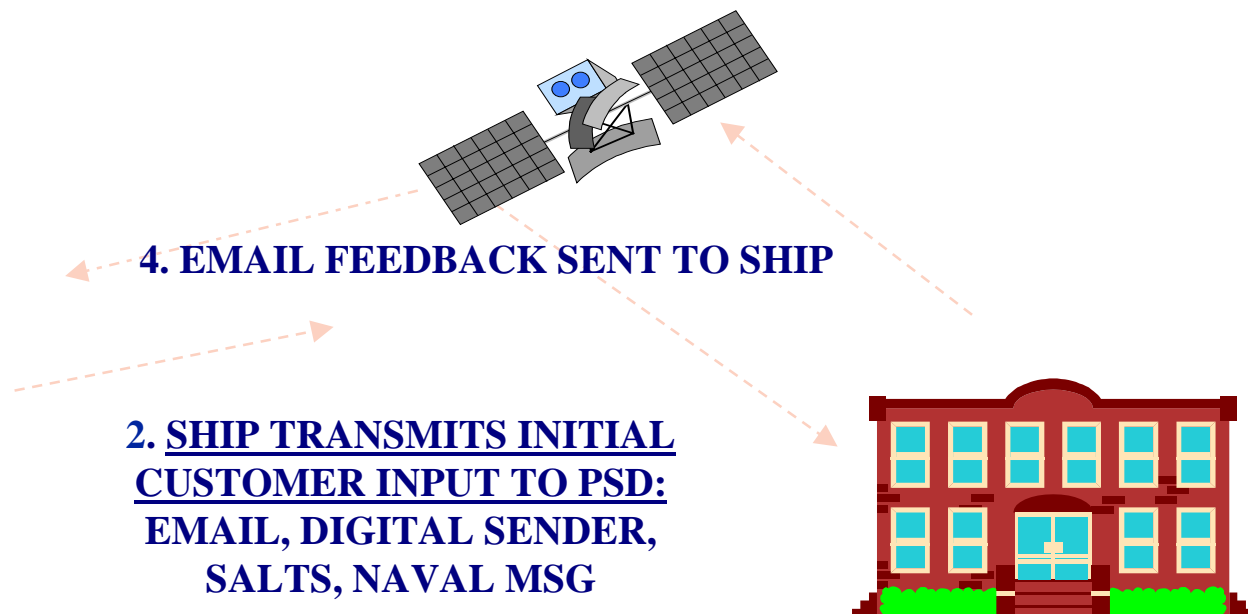 4. EMAIL FEEDBACK SENT TO SHIP
2. SHIP TRANSMITS INITIAL
CUSTOMER INPUT TO PSD:
EMAIL, DIGITAL SENDER,
SALTS, NAVAL MSG